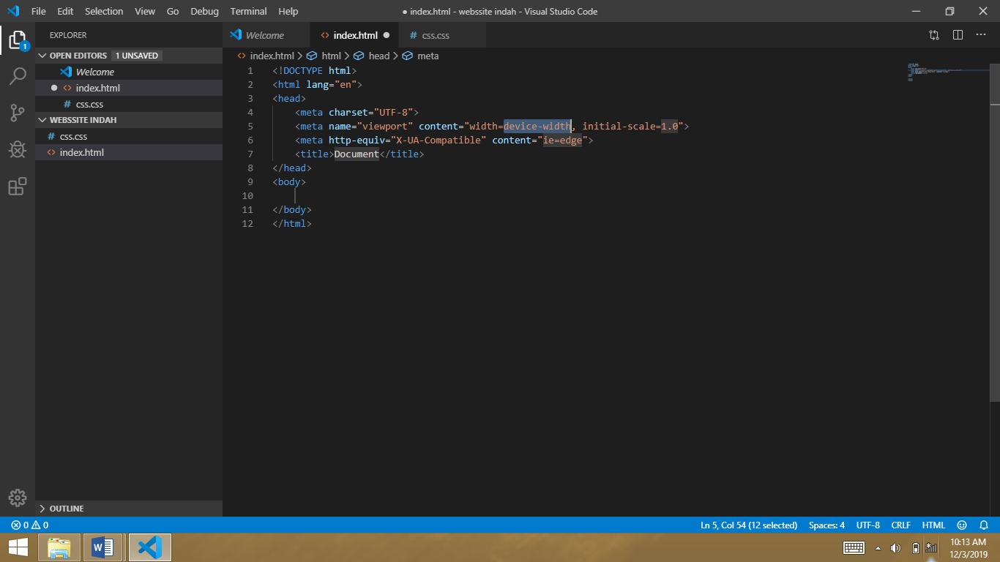 File Edit Selection View Go Debug Terminal Help ● index.html - webssite indah - Visual Studio Code
EXPLORER
OPEN EDITORS 1 UNSAVED
Welcome
index.html
css.css
WEBSSITE INDAH
css.css
index.html
OUTLINE
Welcome index.html css.css
index.html html head meta
1 <!DOCTYPE html>
2 <html lang="en">
3 <head>
4 <meta charset="UTF-8">
5 <meta name="viewport" content="width=device-width, initial-scale=1.0">
6 <meta http-equiv="X-UA-Compatible" content="ie=edge">
7 <title>Document</title>
8 </head>
9 <body>
10
11 </body>
12 </html>
0 0 Ln 5, Col 54 (12 selected) Spaces: 4 UTF-8 CRLF HTML
10:13 AM
12/3/2019